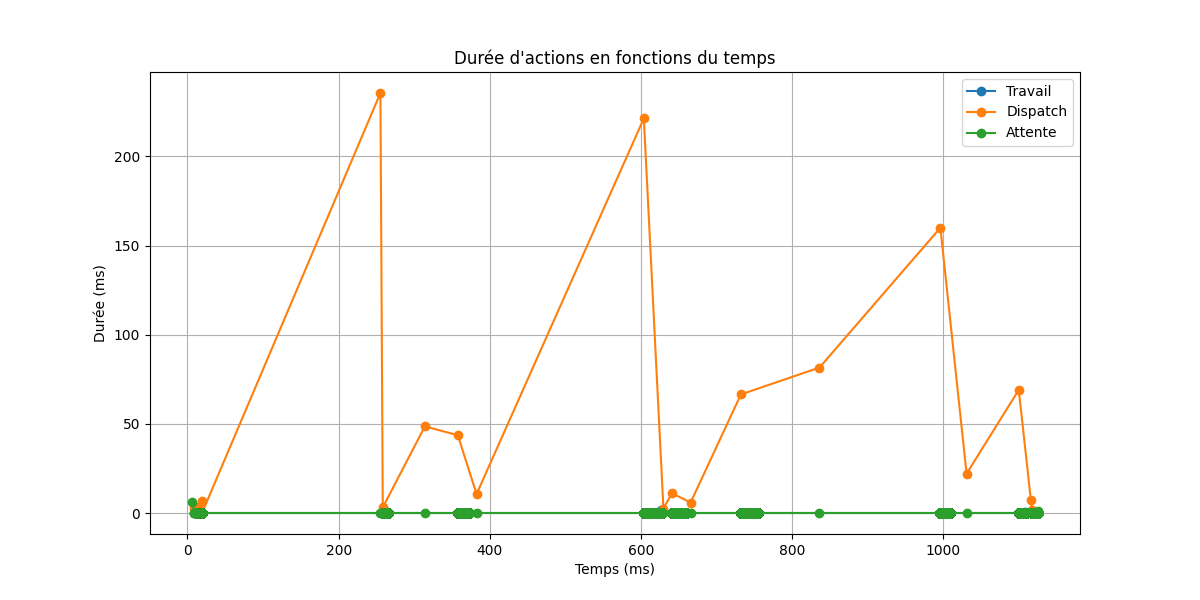 Durée d'actions en fonctions du temps
Travail
Dispatch
Attente
Durée (ms)
200
150
100
50
0
0 200 400 600 800 1000
Temps (ms)